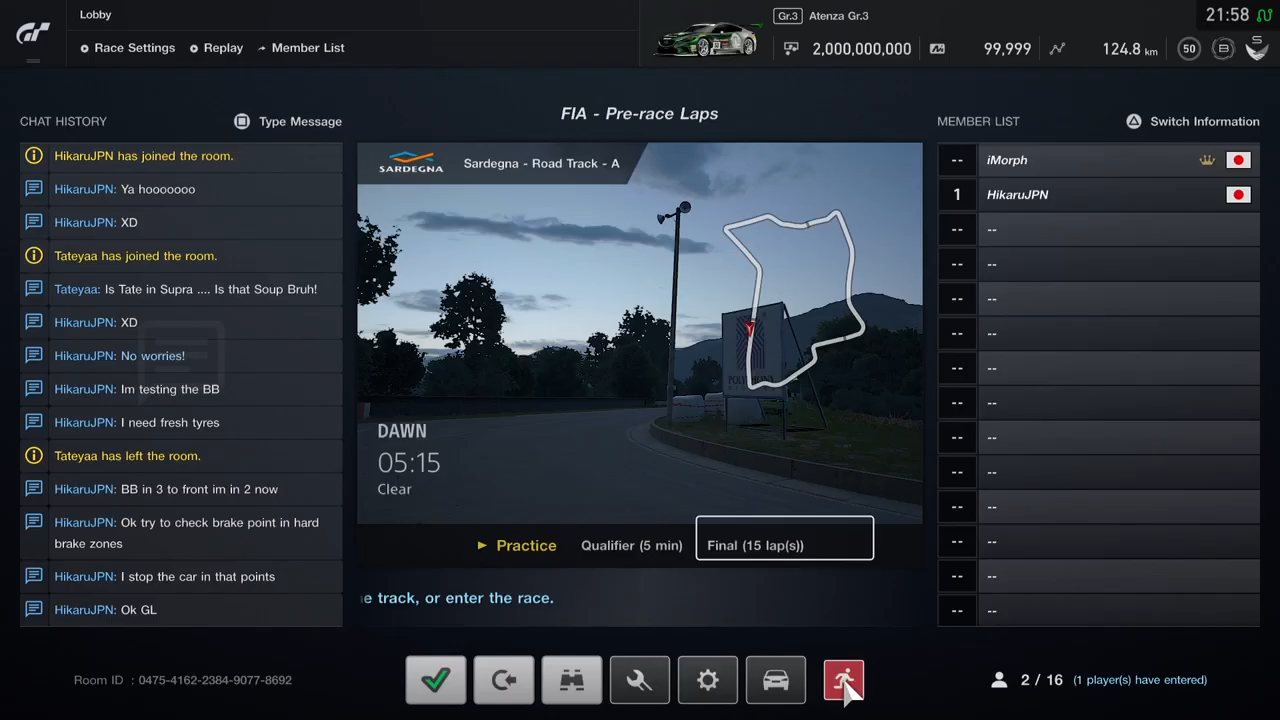 Lobby
Race Settings
Replay
Member List
Gr.3
Atenza Gr.3
2,000,000,000
99,999
124.8 km
50
B
S
21:58
CHAT HISTORY
Type Message
HikaruJPN has joined the room.
HikaruJPN: Ya hooooooo
HikaruJPN: XD
Tateyaa has joined the room.
Tateyaa: Is Tate in Supra .... Is that Soup Bruh!
HikaruJPN: XD
HikaruJPN: No worries!
HikaruJPN: Im testing the BB
HikaruJPN: I need fresh tyres
Tateyaa has left the room.
HikaruJPN: BB in 3 to front im in 2 now
HikaruJPN: Ok try to check brake point in hard
brake zones
HikaruJPN: I stop the car in that points
HikaruJPN: Ok GL
FIA - Pre-race Laps
SARDEGNA
Sardegna - Road Track - A
DAWN
05:15
Clear
Practice
Qualifier (5 min)
Final (15 lap(s))
e track, or enter the race.
MEMBER LIST
Switch Information
-- iMorph
1 HikaruJPN
-- --
-- --
-- --
-- --
-- --
-- --
-- --
-- --
-- --
-- --
-- --
-- --
Room ID : 0475-4162-2384-9077-8692
2 / 16
(1 player(s) have entered)